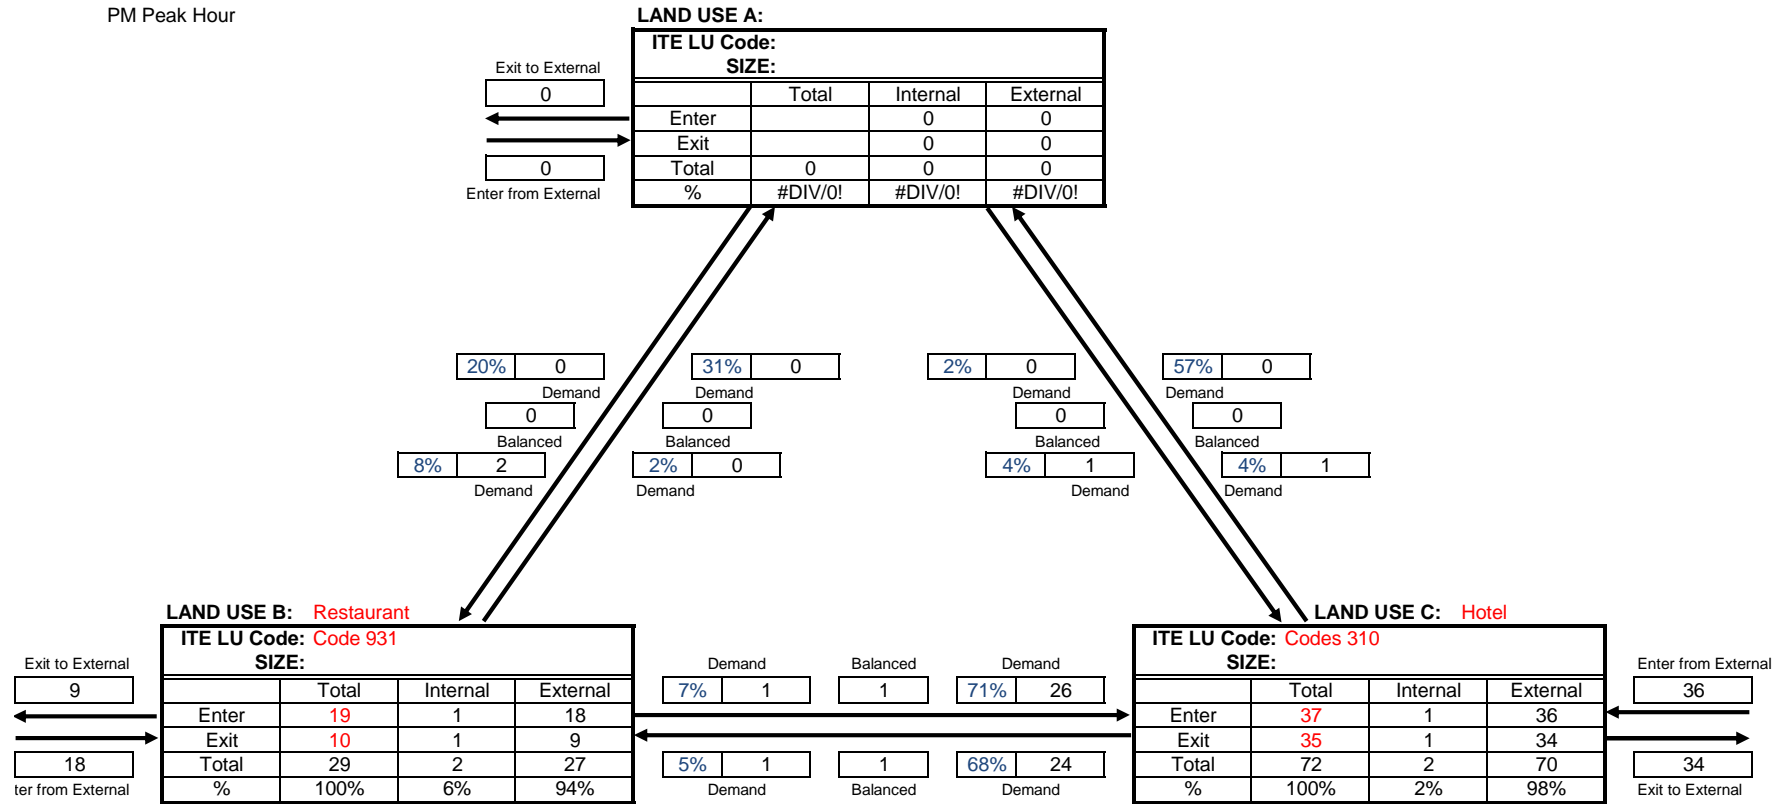 PM Peak Hour
LAND USE A:
ITE LU Code:
SIZE:
Exit to External
0
Total Internal External
Enter 0 0
Exit 0 0
Total 0 0 0
% #DIV/0! #DIV/0! #DIV/0!
0
Enter from External
20% 0 31% 0 2% 0 57% 0
Demand Demand Demand Demand
0 0 0 0
Balanced Balanced Balanced Balanced
8% 2 2% 0 4% 1 4% 1
Demand Demand Demand Demand
LAND USE B: Restaurant
ITE LU Code: Code 931
SIZE:
Exit to External
9
Total Internal External
Enter 19 1 18
Exit 10 1 9
Total 29 2 27
% 100% 6% 94%
18
ter from External
Demand Balanced Demand
7% 1 1 71% 26
5% 1 1 68% 24
Demand Balanced Demand
LAND USE C: Hotel
ITE LU Code: Codes 310
SIZE:
Total Internal External
Enter 37 1 36
Exit 35 1 34
Total 72 2 70
% 100% 2% 98%
Enter from External
36
34
Exit to External